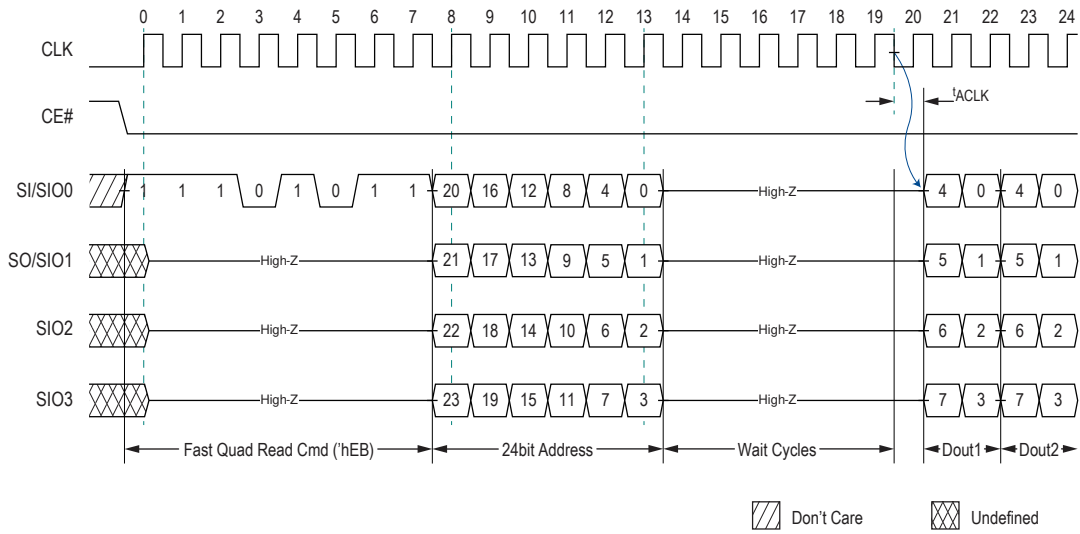 0 1 2 3 4 5 6 7 8 9 10 11 12 13 14 15 16 17 18 19 20 21 22 23 24
CLK
tACLK
CE#
SI/SIO0 1 1 1 0 1 0 1 1 20 16 12 8 4 0 High-Z 4 0 4 0
SO/SIO1 High-Z 21 17 13 9 5 1 High-Z 5 1 5 1
SIO2 High-Z 22 18 14 10 6 2 High-Z 6 2 6 2
SIO3 High-Z 23 19 15 11 7 3 High-Z 7 3 7 3
Fast Quad Read Cmd ('hEB) 24bit Address Wait Cycles Dout1 Dout2
Don't Care Undefined